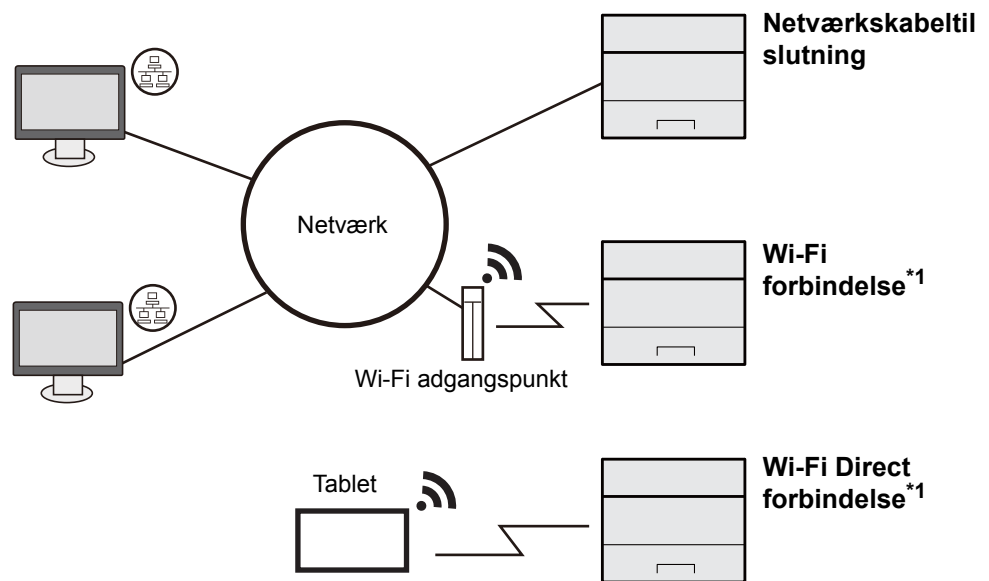 Netværkskabeltil
slutning
Netværk
Wi-Fi
forbindelse*1
Wi-Fi adgangspunkt
Wi-Fi Direct
forbindelse*1
Tablet